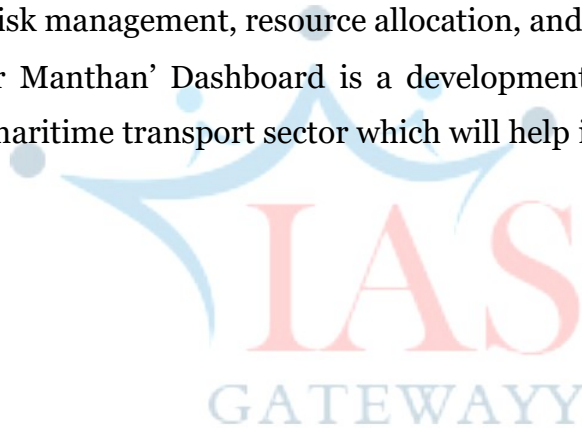 isk management, resource allocation, and
r Manthan’ Dashboard is a development
naritime transport sector which will help i
IAS
GATEWAYY